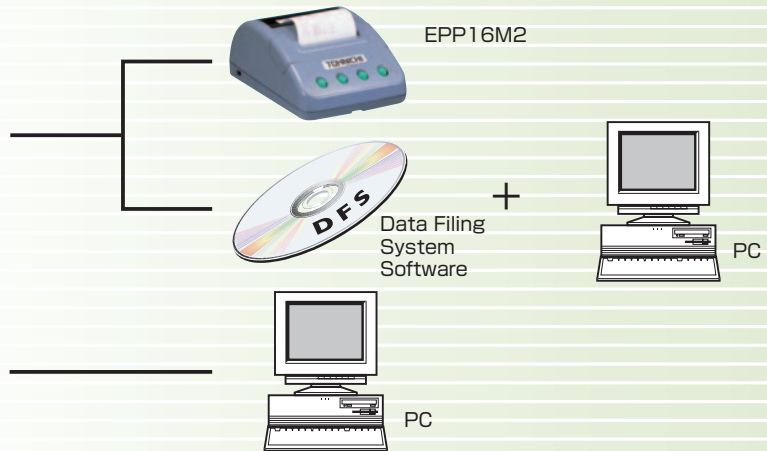 EPP16M2
TOHNICHI
DFS
Data Filing
System
Software
PC
PC